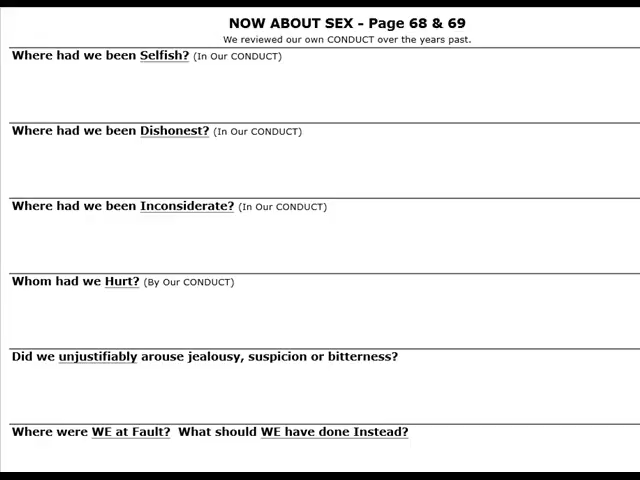 NOW ABOUT SEX - Page 68 & 69
We reviewed our own CONDUCT over the years past.
Where had we been Selfish? (In Our CONDUCT)
Where had we been Dishonest? (In Our CONDUCT)
Where had we been Inconsiderate? (In Our CONDUCT)
Whom had we Hurt? (By Our CONDUCT)
Did we unjustifiably arouse jealousy, suspicion or bitterness?
Where were WE at Fault?  What should WE have done Instead?